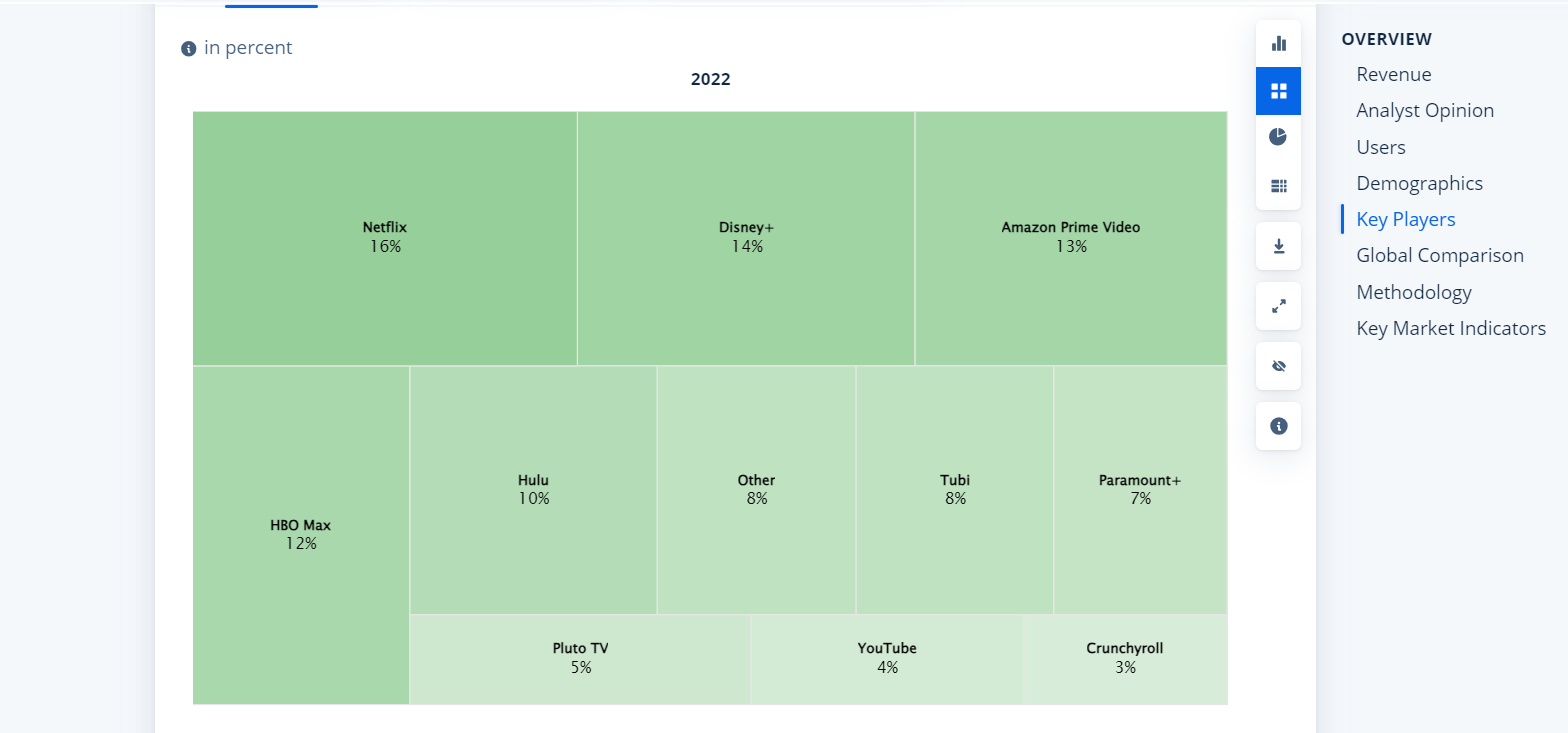 in percent
2022
Netflix
16%
Disney+
14%
Amazon Prime Video
13%
HBO Max
12%
Hulu
10%
Other
8%
Tubi
8%
Paramount+
7%
Pluto TV
5%
YouTube
4%
Crunchyroll
3%
OVERVIEW
Revenue
Analyst Opinion
Users
Demographics
Key Players
Global Comparison
Methodology
Key Market Indicators